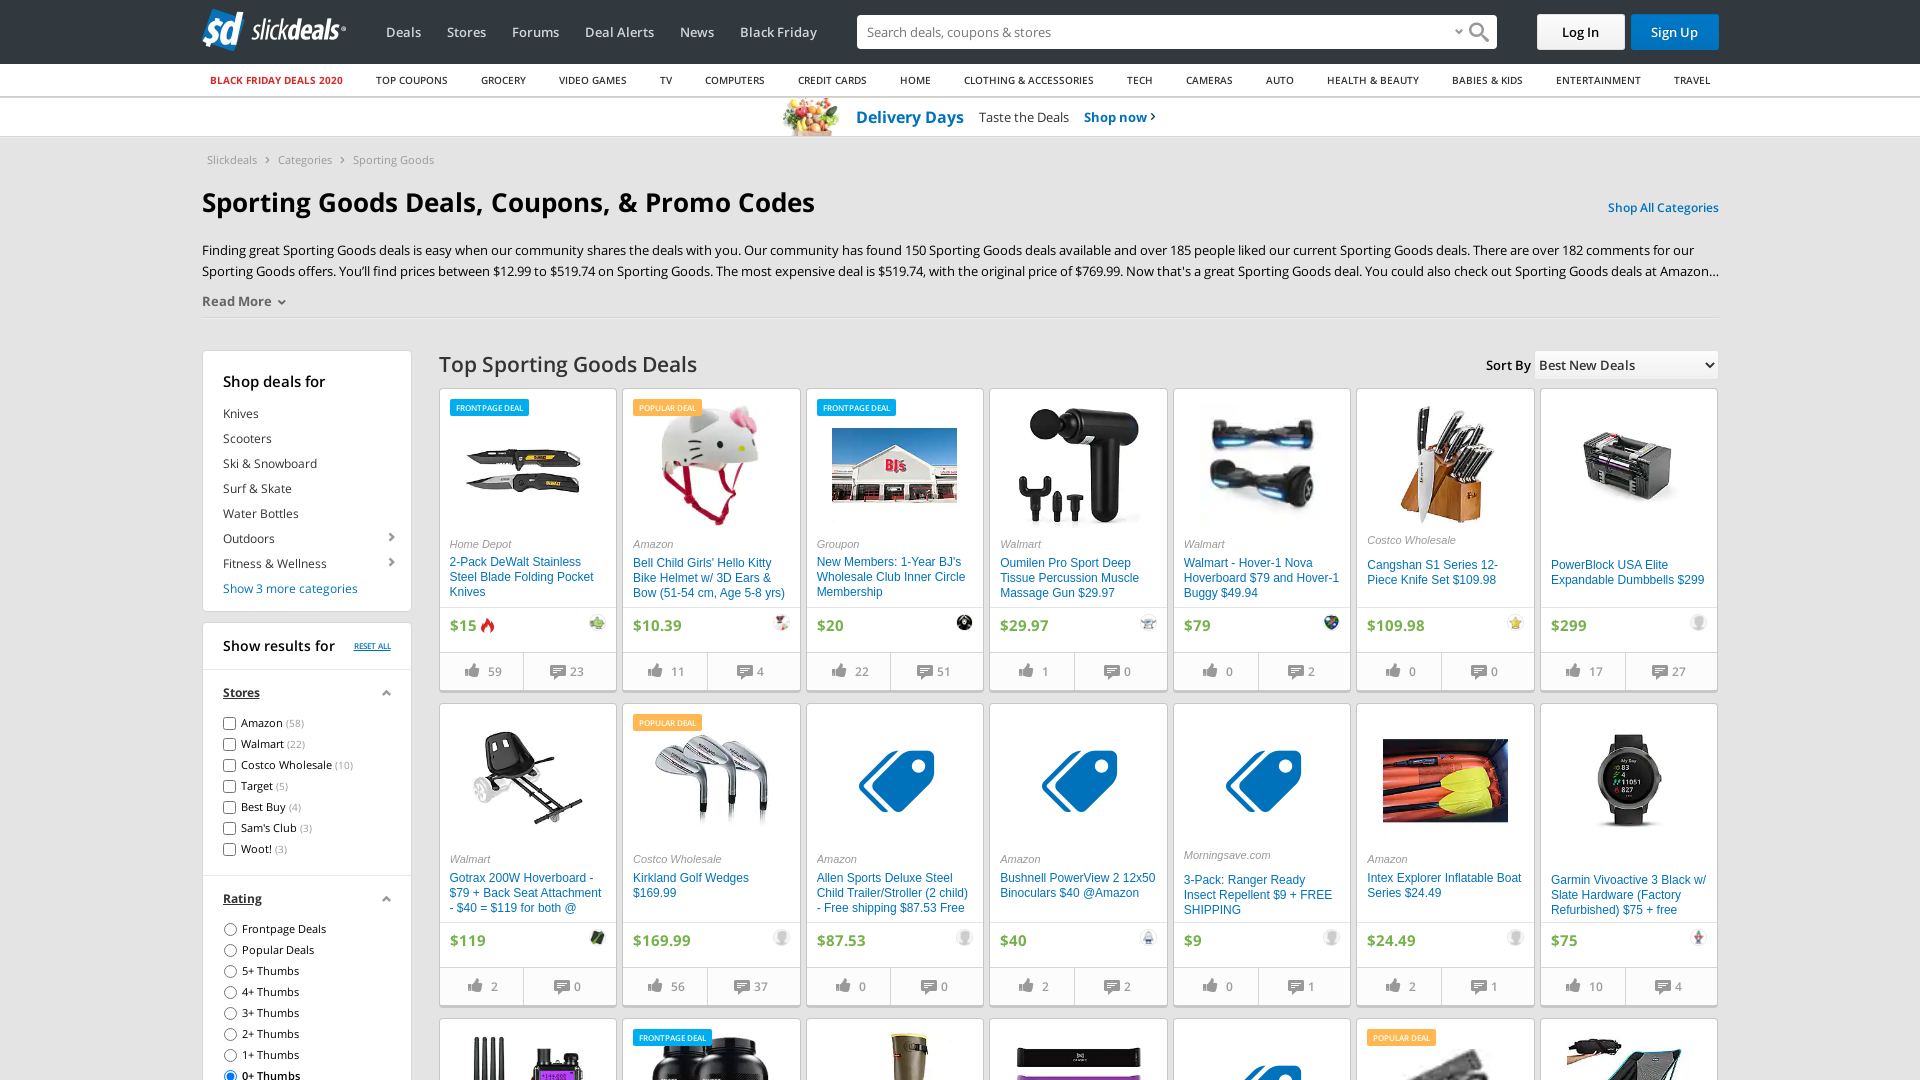 sd slickdeals
Deals
Stores
Forums
Deal Alerts
News
Black Friday
Search deals, coupons & stores
Log In
Sign Up
BLACK FRIDAY DEALS 2020
TOP COUPONS
GROCERY
VIDEO GAMES
TV
COMPUTERS
CREDIT CARDS
HOME
CLOTHING & ACCESSORIES
TECH
CAMERAS
AUTO
HEALTH & BEAUTY
BABIES & KIDS
ENTERTAINMENT
TRAVEL
Delivery Days Taste the Deals Shop now
Slickdeals > Categories > Sporting Goods
Sporting Goods Deals, Coupons, & Promo Codes
Shop All Categories
Finding great Sporting Goods deals is easy when our community shares the deals with you. Our community has found 150 Sporting Goods deals available and over 185 people liked our current Sporting Goods deals. There are over 182 comments for our
Sporting Goods offers. You’ll find prices between $12.99 to $519.74 on Sporting Goods. The most expensive deal is $519.74, with the original price of $769.99. Now that's a great Sporting Goods deal. You could also check out Sporting Goods deals at Amazon…
Read More
Shop deals for
Knives
Scooters
Ski & Snowboard
Surf & Skate
Water Bottles
Outdoors
Fitness & Wellness
Show 3 more categories
Show results for
RESET ALL
Stores
Amazon (58)
Walmart (22)
Costco Wholesale (10)
Target (5)
Best Buy (4)
Sam's Club (3)
Woot! (3)
Rating
Frontpage Deals
Popular Deals
5+ Thumbs
4+ Thumbs
3+ Thumbs
2+ Thumbs
1+ Thumbs
0+ Thumbs
Top Sporting Goods Deals
Sort By
Best New Deals
FRONTPAGE DEAL
Home Depot
2-Pack DeWalt Stainless
Steel Blade Folding Pocket
Knives
$15
59
23
POPULAR DEAL
Amazon
Bell Child Girls' Hello Kitty
Bike Helmet w/ 3D Ears &
Bow (51-54 cm, Age 5-8 yrs)
$10.39
11
4
FRONTPAGE DEAL
BJ's
Groupon
New Members: 1-Year BJ's
Wholesale Club Inner Circle
Membership
$20
22
51
Walmart
Oumilen Pro Sport Deep
Tissue Percussion Muscle
Massage Gun $29.97
$29.97
1
0
Walmart
Walmart - Hover-1 Nova
Hoverboard $79 and Hover-1
Buggy $49.94
$79
0
2
Costco Wholesale
Cangshan S1 Series 12-
Piece Knife Set $109.98
$109.98
0
0
PowerBlock USA Elite
Expandable Dumbbells $299
$299
17
27
Walmart
Gotrax 200W Hoverboard -
$79 + Back Seat Attachment
- $40 = $119 for both @
$119
2
0
POPULAR DEAL
Costco Wholesale
Kirkland Golf Wedges
$169.99
$169.99
56
37
Amazon
Allen Sports Deluxe Steel
Child Trailer/Stroller (2 child)
- Free shipping $87.53 Free
$87.53
0
0
Amazon
Bushnell PowerView 2 12x50
Binoculars $40 @Amazon
$40
2
2
Morningsave.com
3-Pack: Ranger Ready
Insect Repellent $9 + FREE
SHIPPING
$9
0
1
Amazon
Intex Explorer Inflatable Boat
Series $24.49
$24.49
2
1
My Day
83
4
11051
827
Garmin Vivoactive 3 Black w/
Slate Hardware (Factory
Refurbished) $75 + free
$75
10
4
FRONTPAGE DEAL
POPULAR DEAL